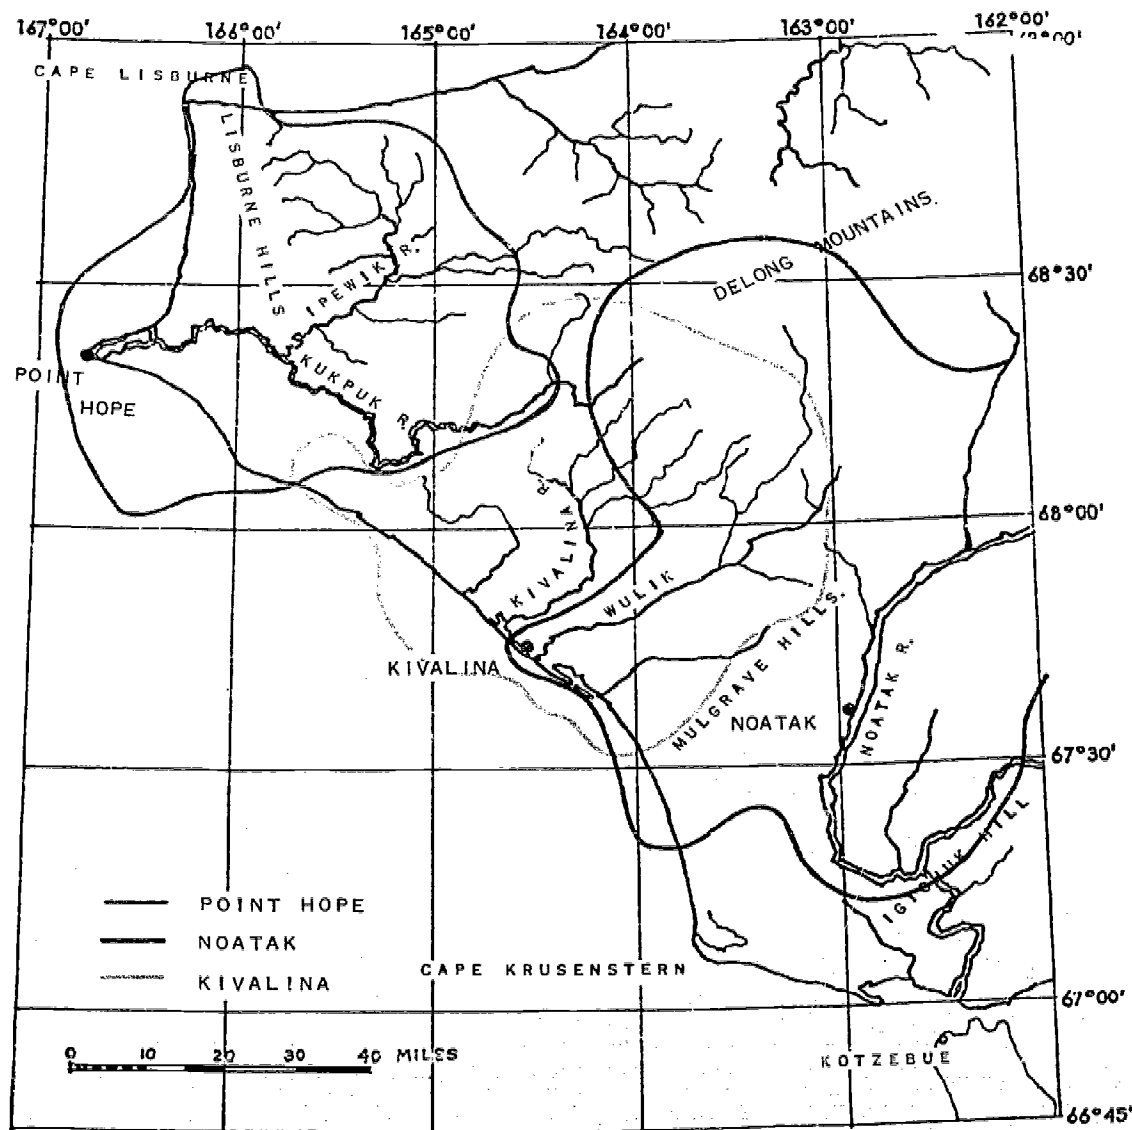 167°00' 166°00' 165°00' 164°00' 163°00' 162°00'
CAPE LISBURNE
LISBURNE HILLS
DELONG MOUNTAINS.
68°30'
IPEWIK R.
KUKPUK R.
POINT
HOPE
68°00'
KIVALINA R.
WULIK
KIVALINA
MULGRAVE HILLS.
NOATAK
NOATAK R.
67°30'
IGICHUK HILL
POINT HOPE
NOATAK
KIVALINA
CAPE KRUSENSTERN
67°00'
0 10 20 30 40 MILES
KOTZEBUE
66°45'